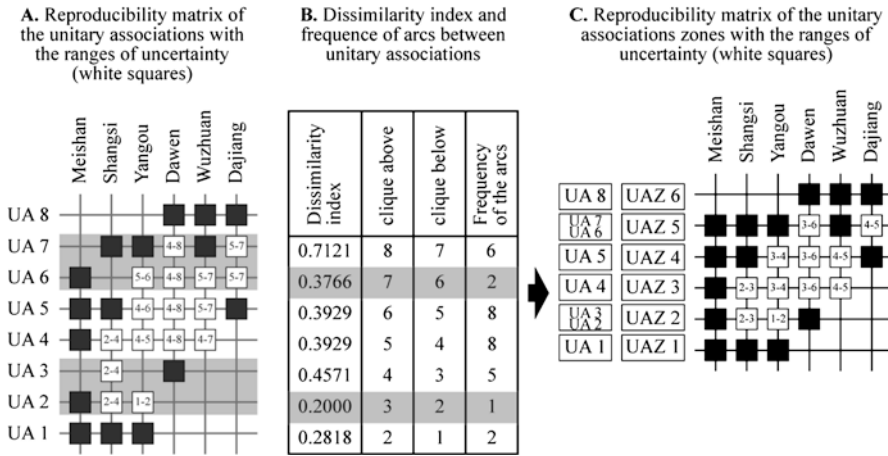 A. Reproducibility matrix of
the unitary associations with
the ranges of uncertainty
(white squares)
Meishan
Shangsi
Yangou
Dawen
Wuzhuan
Dajiang
UA 8
UA 7 4-8 5-7
UA 6 5-6 4-8 5-7 5-7
UA 5 4-6 4-8 5-7
UA 4 2-4 4-5 4-8 4-7
UA 3 2-4
UA 2 2-4 1-2
UA 1
B. Dissimilarity index and
frequence of arcs between
unitary associations
Dissimilarity
index
clique above
clique below
Frequency
of the arcs
0.7121 8 7 6
0.3766 7 6 2
0.3929 6 5 8
0.3929 5 4 8
0.4571 4 3 5
0.2000 3 2 1
0.2818 2 1 2
C. Reproducibility matrix of the unitary
associations zones with the ranges of
uncertainty (white squares)
Meishan
Shangsi
Yangou
Dawen
Wuzhuan
Dajiang
UA 8 UAZ 6
UA 7
UA 6
UAZ 5 3-6 4-5
UA 5 UAZ 4 3-4 3-6 4-5
UA 4 UAZ 3 2-3 3-4 3-6 4-5
UA 3
UA 2
UAZ 2 2-3 1-2
UA 1 UAZ 1